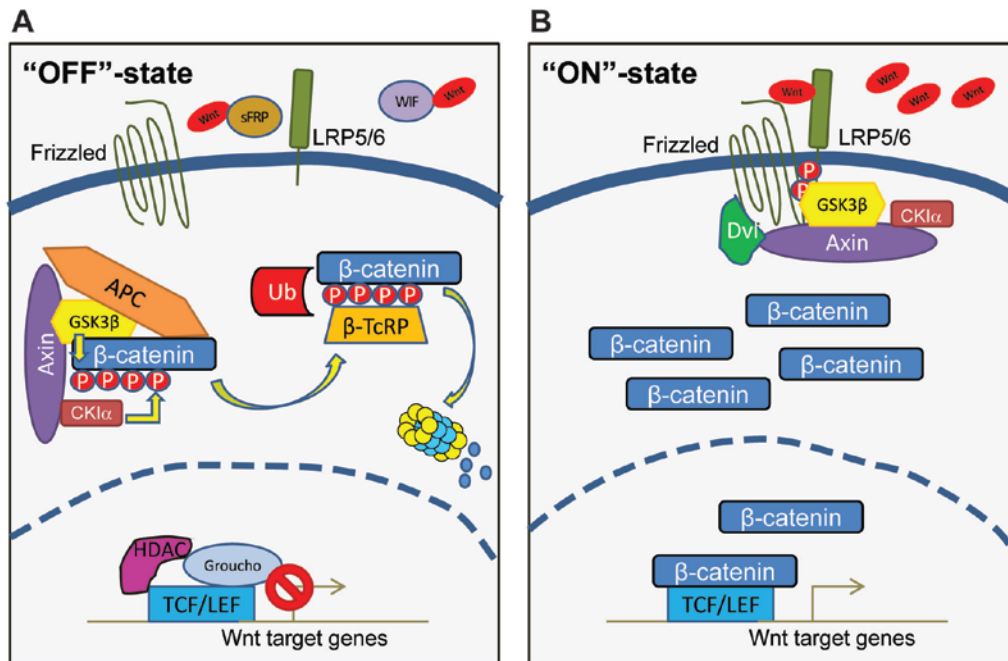 A
"OFF"-state
Wnt
sFRP
WIF
Wnt
LRP5/6
Frizzled
APC
Axin
GSK3β
β-catenin
P P P P
CKIα
Ub
β-catenin
P P P P
β-TcRP
HDAC
Groucho
TCF/LEF
Wnt target genes
B
"ON"-state
Wnt
Wnt
Wnt
Wnt
LRP5/6
Frizzled
P
P
GSK3β
CKIα
Dvl
Axin
β-catenin
β-catenin
β-catenin
β-catenin
β-catenin
β-catenin
TCF/LEF
Wnt target genes